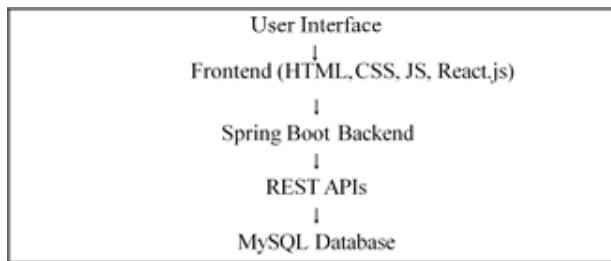 User Interface
↓
Frontend (HTML,CSS, JS, React.js)
↓
Spring Boot Backend
↓
REST APIs
↓
MySQL Database